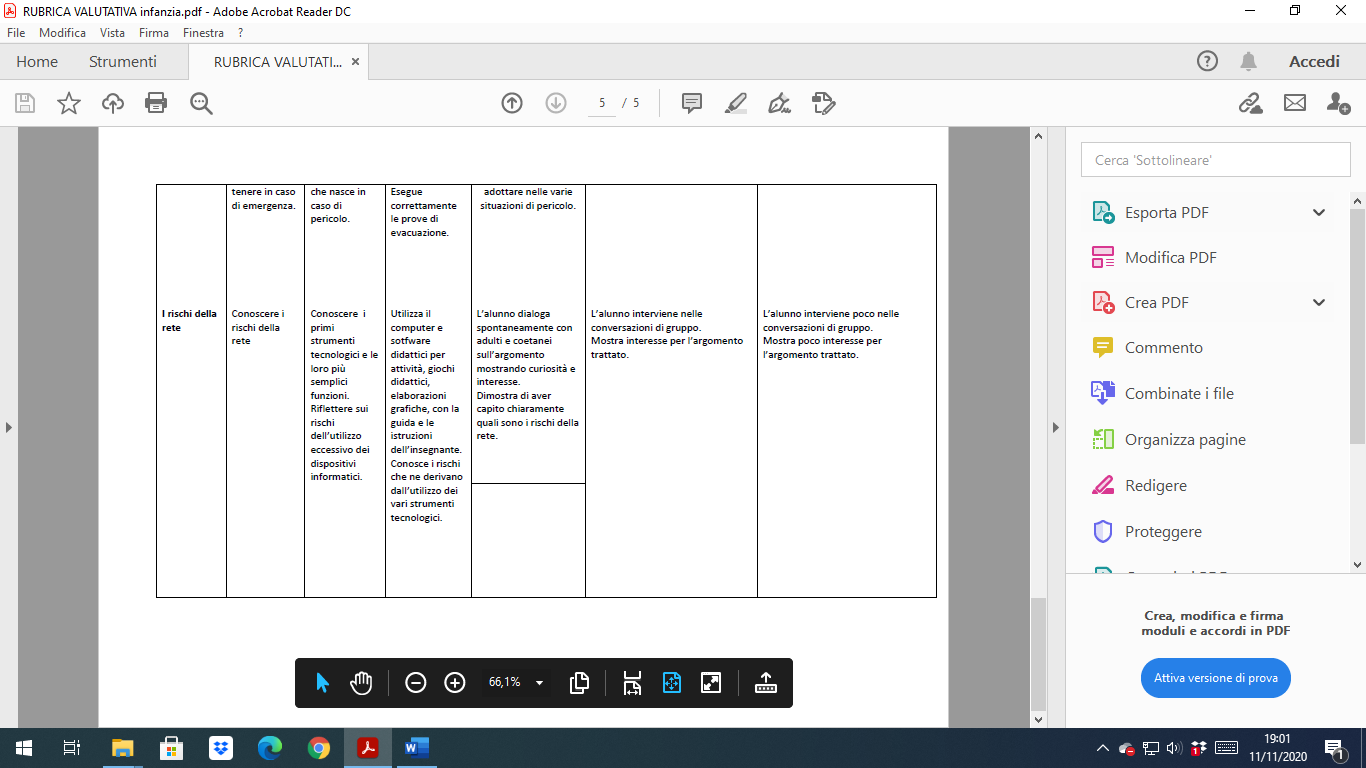 RUBRICA VALUTATIVA infanzia.pdf - Adobe Acrobat Reader DC
File Modifica Vista Firma Finestra ?
Home Strumenti RUBRICA VALUTATI... × Accedi
5 / 5
Cerca 'Sottolineare'
Esporta PDF
Modifica PDF
Crea PDF
Commento
Combinate i file
Organizza pagine
Redigere
Proteggere
Crea, modifica e firma
moduli e accordi in PDF
Attiva versione di prova
tenere in caso
di emergenza.
che nasce in
caso di
pericolo.
Esegue
correttamente
le prove di
evacuazione.
adottare nelle varie
situazioni di pericolo.
I rischi della
rete
Conoscere i
rischi della
rete
Conoscere i
primi
strumenti
tecnologici e le
loro più
semplici
funzioni.
Riflettere sui
rischi
dell'utilizzo
eccessivo dei
dispositivi
informatici.
Utilizza il
computer e
sotfware
didattici per
attività, giochi
didattici,
elaborazioni
grafiche, con la
guida e le
istruzioni
dell'insegnante.
Conosce i rischi
che ne derivano
dall'utilizzo dei
vari strumenti
tecnologici.
L'alunno dialoga
spontaneamente con
adulti e coetanei
sull'argomento
mostrando curiosità e
interesse.
Dimostra di aver
capito chiaramente
quali sono i rischi della
rete.
L'alunno interviene nelle
conversazioni di gruppo.
Mostra interesse per l'argomento
trattato.
L'alunno interviene poco nelle
conversazioni di gruppo.
Mostra poco interesse per
l'argomento trattato.
66,1%
19:01
11/11/2020
1
1